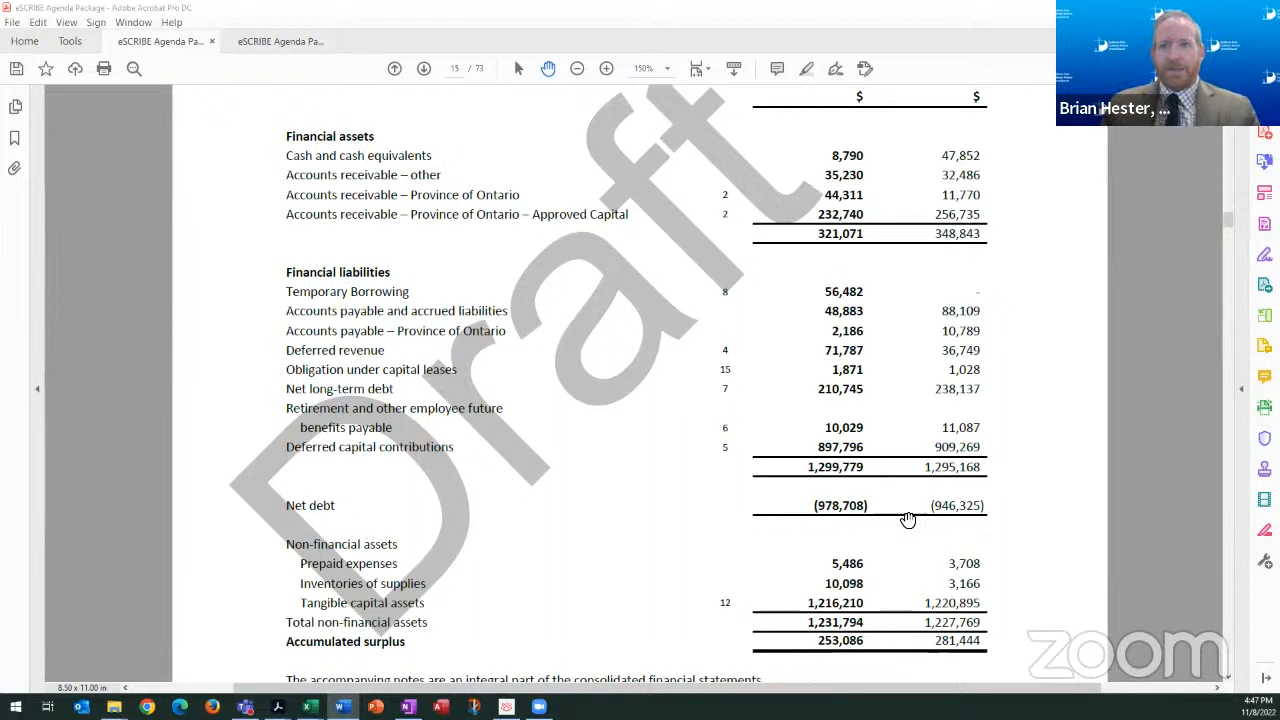 eSCRIBE Agenda Package - Adobe Acrobat Pro DC
File Edit View Sign Window Help
Home Tools eSCRIBE Agenda Pa... × eSCRIBE Agenda Pa...
15 / 73 150%
Brian Hester, ...
$ $
Financial assets
Cash and cash equivalents 8,790 47,852
Accounts receivable – other 35,230 32,486
Accounts receivable – Province of Ontario 2 44,311 11,770
Accounts receivable – Province of Ontario – Approved Capital 2 232,740 256,735
321,071 348,843
Financial liabilities
Temporary Borrowing 8 56,482 -
Accounts payable and accrued liabilities 48,883 88,109
Accounts payable – Province of Ontario 2,186 10,789
Deferred revenue 4 71,787 36,749
Obligation under capital leases 15 1,871 1,028
Net long-term debt 7 210,745 238,137
Retirement and other employee future
benefits payable 6 10,029 11,087
Deferred capital contributions 5 897,796 909,269
1,299,779 1,295,168
Net debt (978,708) (946,325)
Non-financial assets
Prepaid expenses 5,486 3,708
Inventories of supplies 10,098 3,166
Tangible capital assets 12 1,216,210 1,220,895
Total non-financial assets 1,231,794 1,227,769
Accumulated surplus 253,086 281,444
The accompanying notes are an integral part of the consolidated financial statements
Draft
zoom
8.50 x 11.00 in
4:47 PM
11/8/2022